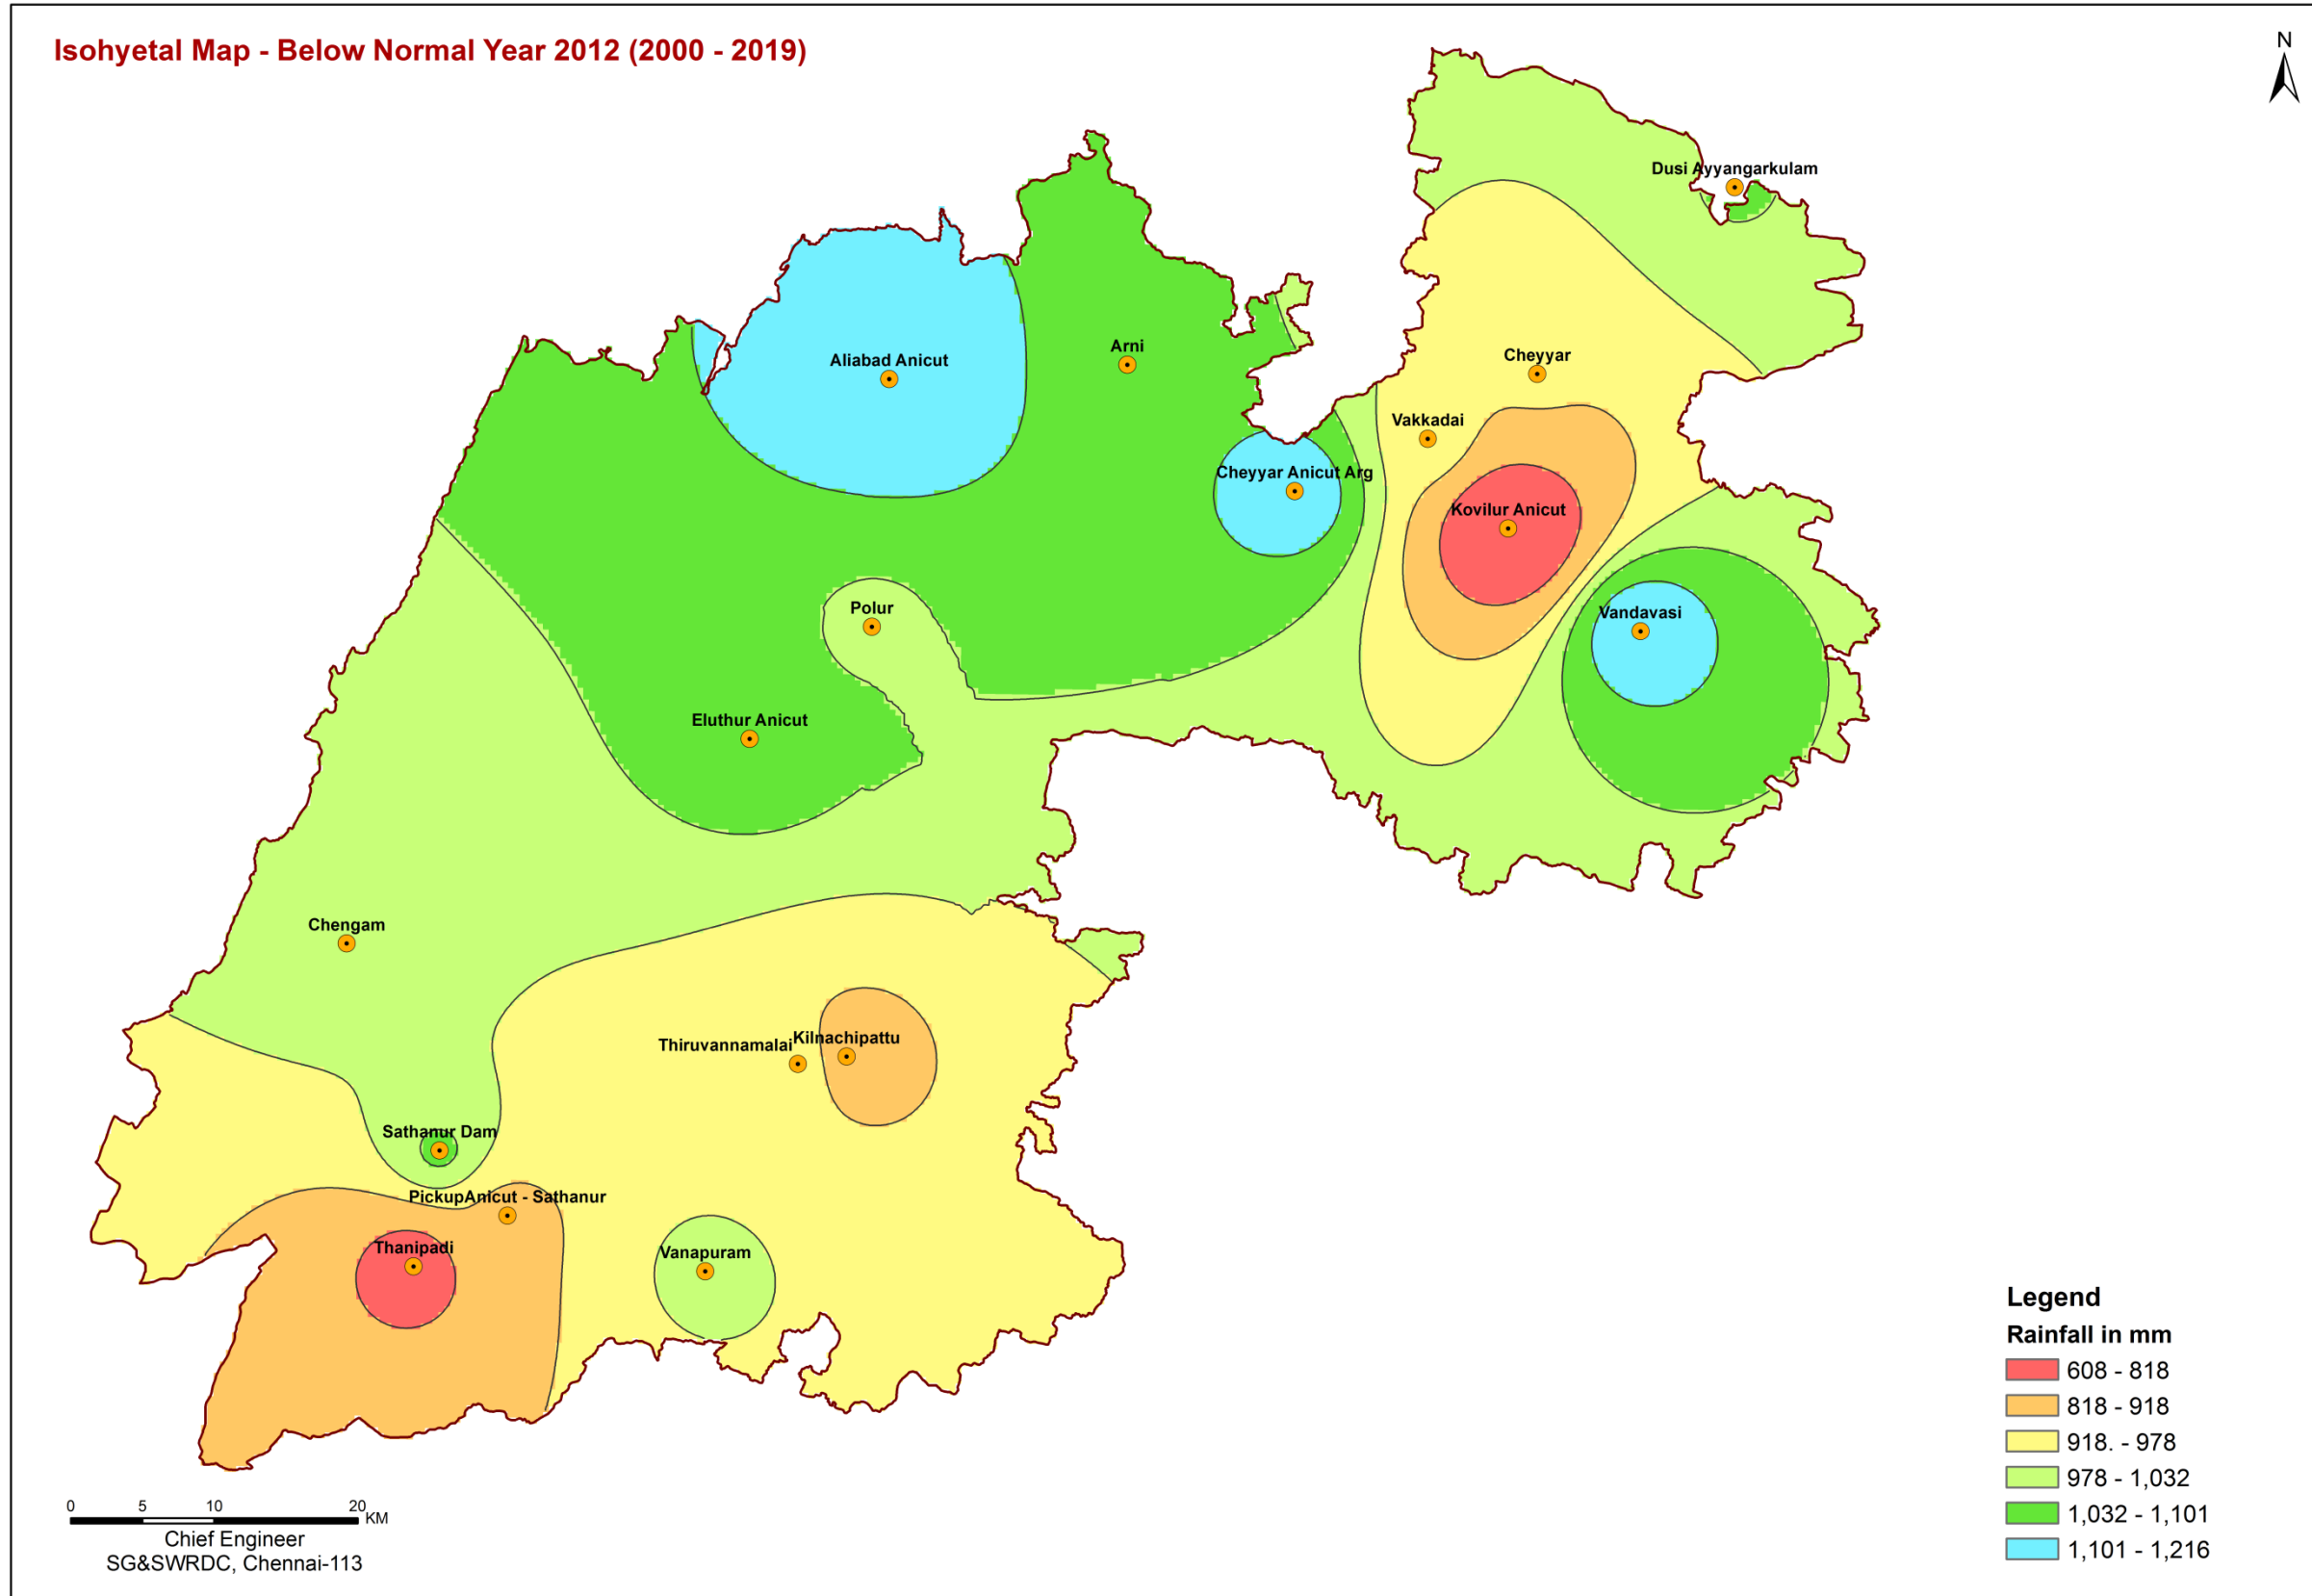 Isohyetal Map - Below Normal Year 2012 (2000 - 2019)
N
Dusi Ayyangarkulam
Aliabad Anicut
Arni
Cheyyar
Vakkadai
Cheyyar Anicut Arg
Kovilur Anicut
Polur
Vandavasi
Eluthur Anicut
Chengam
Thiruvannamalai
Kilnachipattu
Sathanur Dam
PickupAnicut - Sathanur
Thanipadi
Vanapuram
Legend
Rainfall in mm
608 - 818
818 - 918
918. - 978
978 - 1,032
1,032 - 1,101
1,101 - 1,216
0 5 10 20
KM
Chief Engineer
SG&SWRDC, Chennai-113